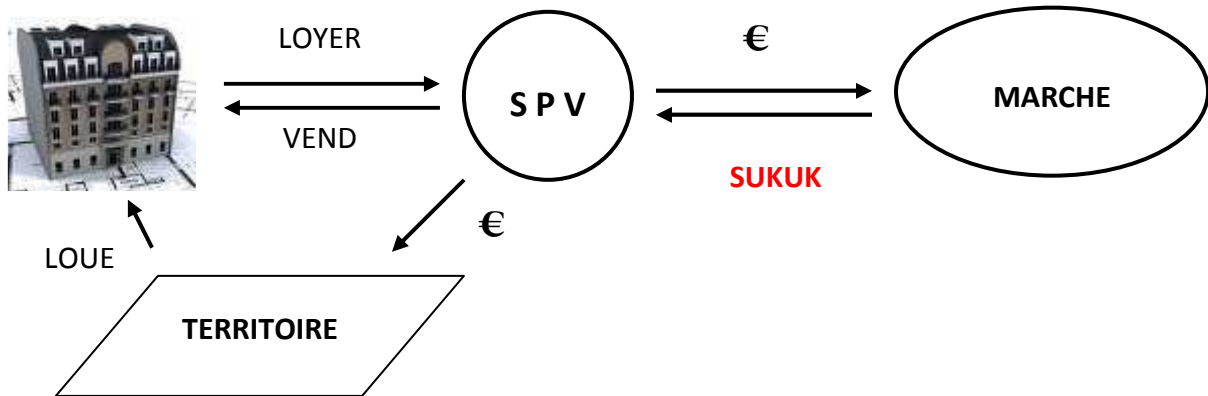 LOYER
€
S P V
MARCHE
VEND
SUKUK
€
LOUE
TERRITOIRE